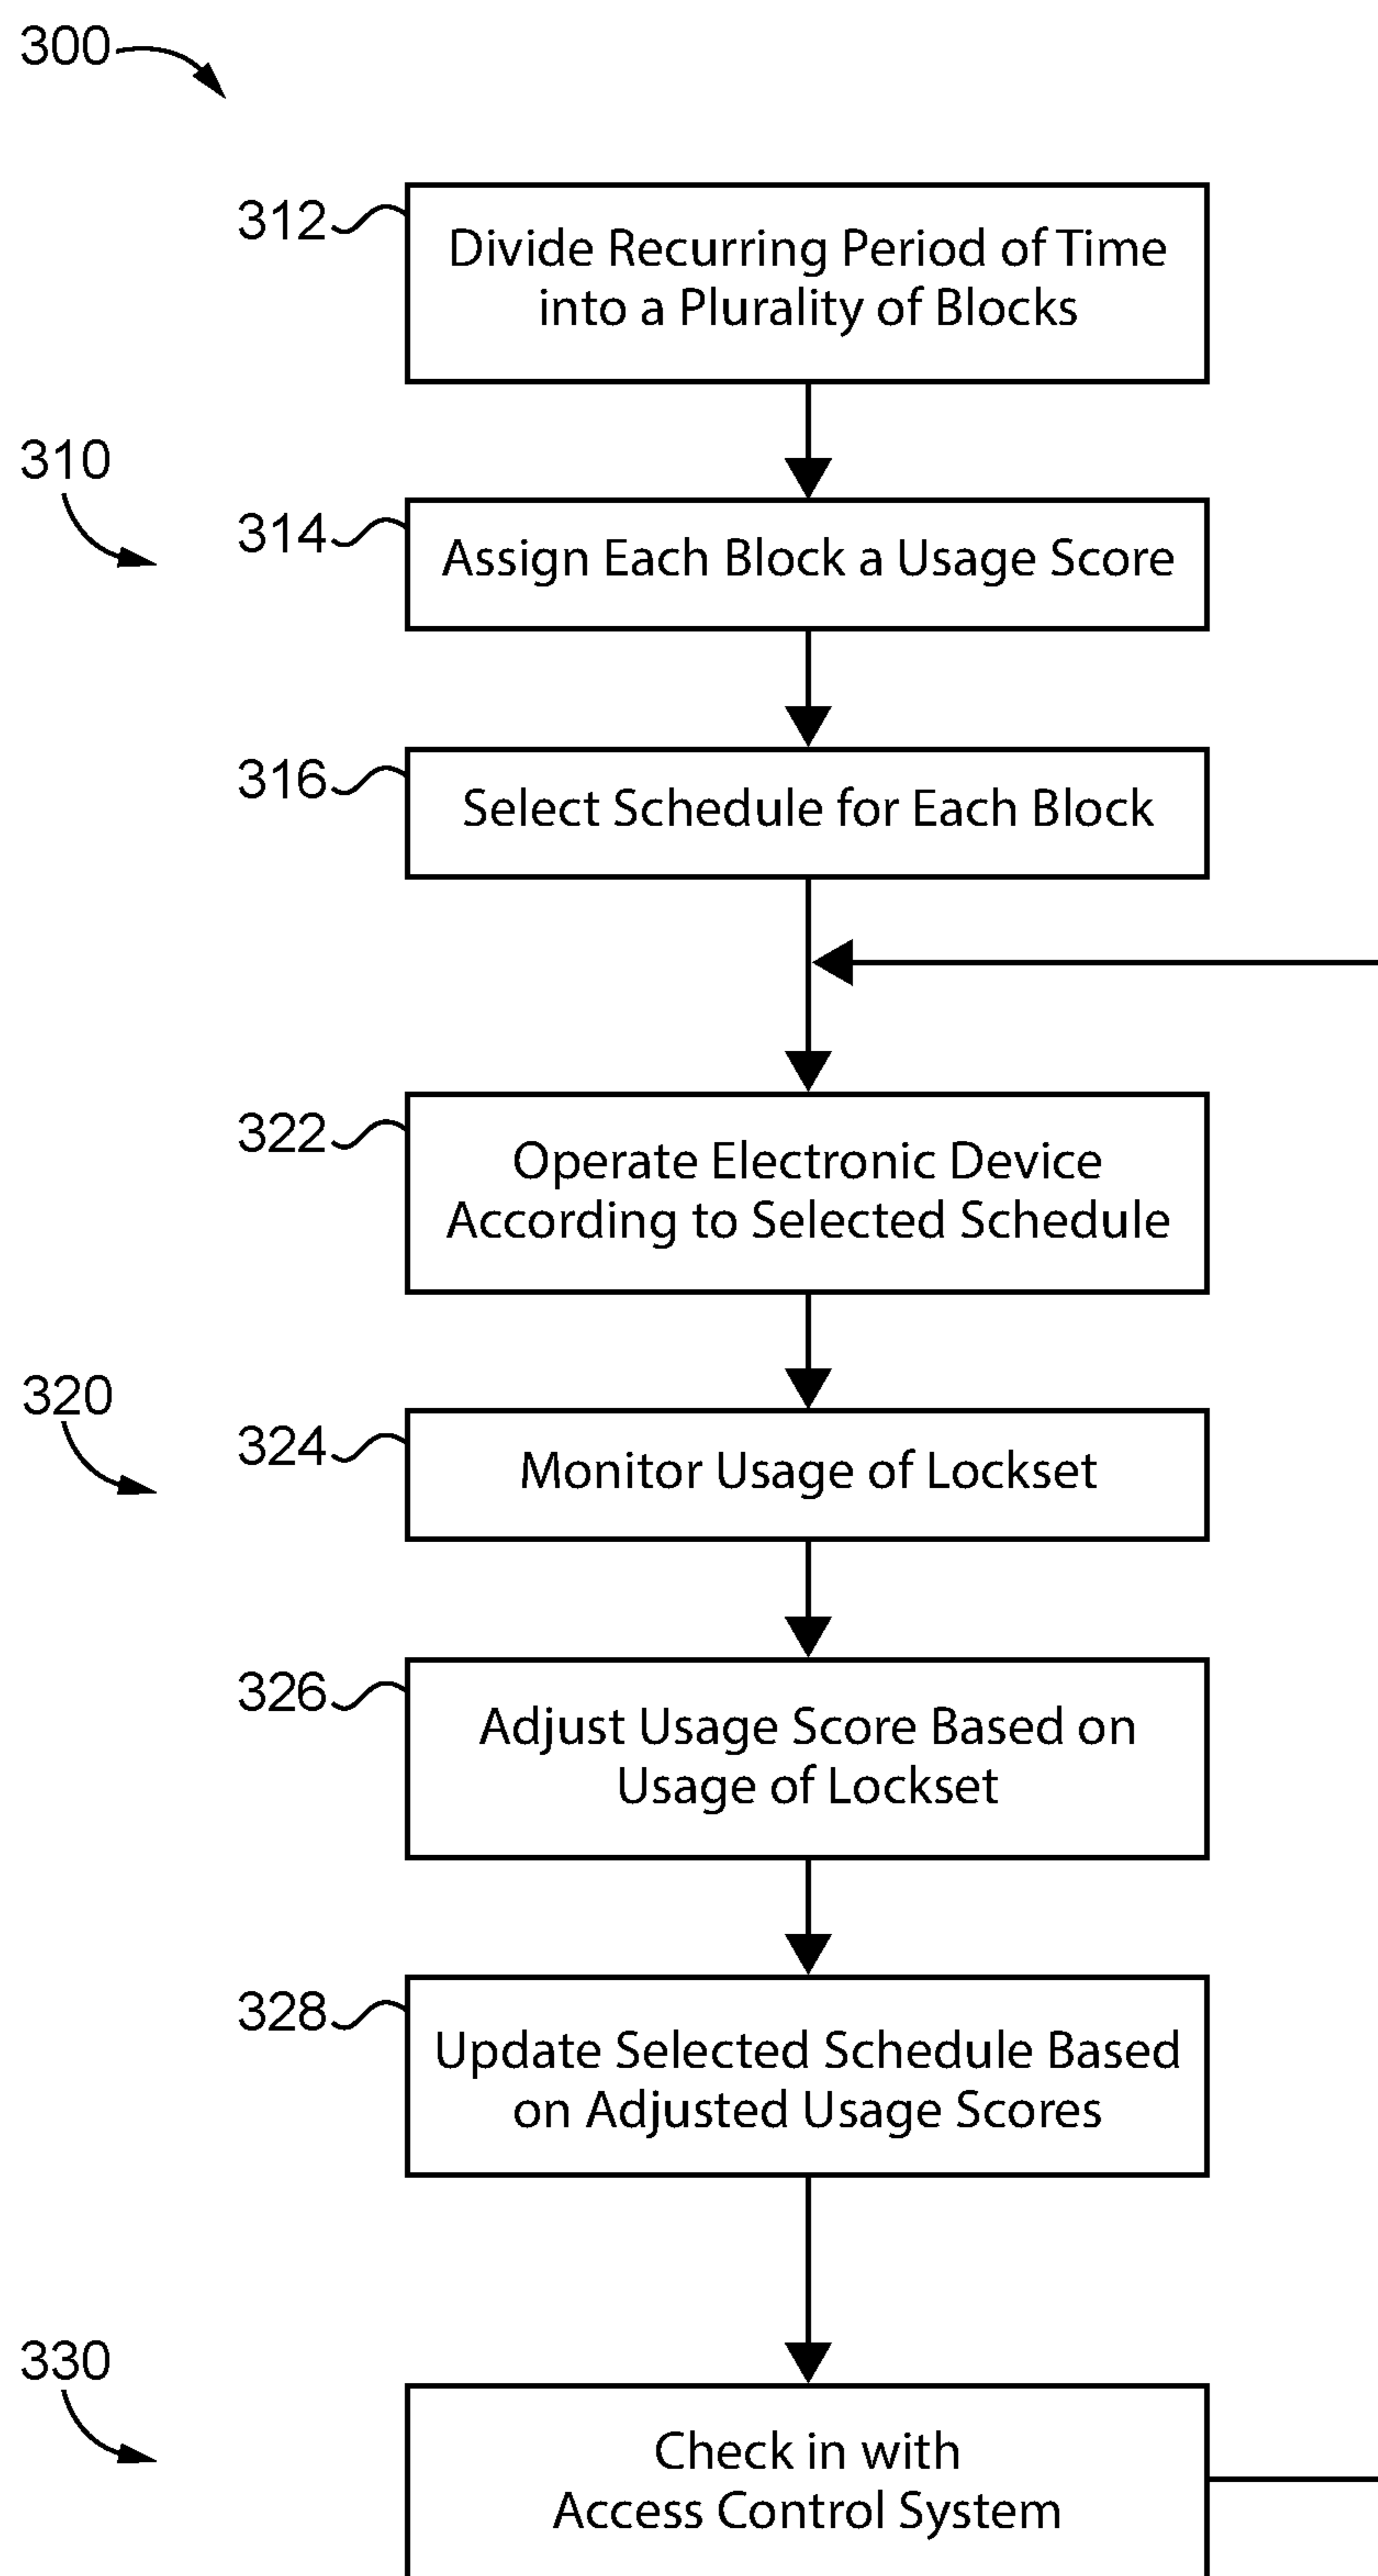 300
312
Divide Recurring Period of Time
into a Plurality of Blocks
310
314
Assign Each Block a Usage Score
316
Select Schedule for Each Block
322
Operate Electronic Device
According to Selected Schedule
320
324
Monitor Usage of Lockset
326
Adjust Usage Score Based on
Usage of Lockset
328
Update Selected Schedule Based
on Adjusted Usage Scores
330
Check in with
Access Control System